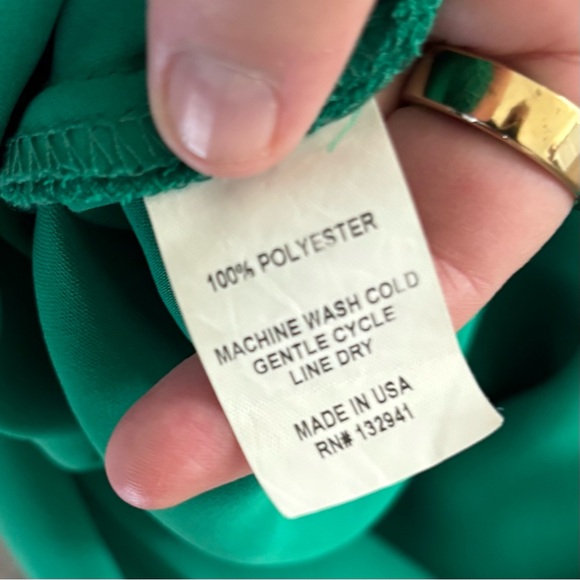 100% POLYESTER
MACHINE WASH COLD
GENTLE CYCLE
LINE DRY
MADE IN USA
RN# 132941